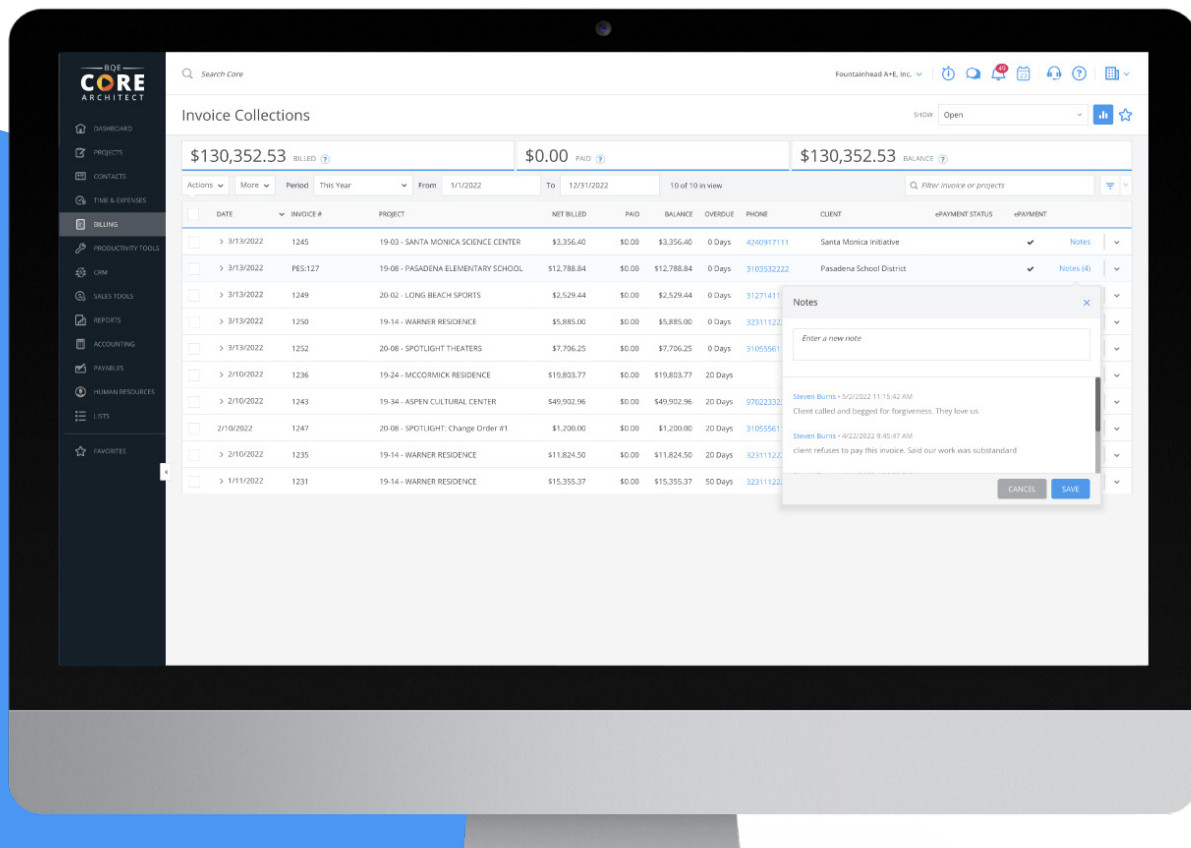 BQE
CORE
ARCHITECT
Search Core
Fountainhead A+E, Inc.
49
Invoice Collections
SHOW Open
$130,352.53 BILLED ?
$0.00 PAID ?
$130,352.53 BALANCE ?
Actions More Period This Year From 1/1/2022 To 12/31/2022 10 of 10 in view Filter invoice or projects
DASHBOARD
PROJECTS
CONTACTS
TIME & EXPENSES
BILLING
PRODUCTIVITY TOOLS
CRM
SALES TOOLS
REPORTS
ACCOUNTING
PAYABLES
HUMAN RESOURCES
LISTS
FAVORITES
DATE INVOICE # PROJECT NET BILLED PAID BALANCE OVERDUE PHONE CLIENT ePAYMENT STATUS ePAYMENT
3/13/2022 1245 19-03 - SANTA MONICA SCIENCE CENTER $3,356.40 $0.00 $3,356.40 0 Days 4240917111 Santa Monica Initiative Notes
3/13/2022 PES:127 19-08 - PASADENA ELEMENTARY SCHOOL $12,788.84 $0.00 $12,788.84 0 Days 3103532222 Pasadena School District Notes (4)
3/13/2022 1249 20-02 - LONG BEACH SPORTS $2,529.44 $0.00 $2,529.44 0 Days 31271411
3/13/2022 1250 19-14 - WARNER RESIDENCE $5,885.00 $0.00 $5,885.00 0 Days 32311122
3/13/2022 1252 20-08 - SPOTLIGHT THEATERS $7,706.25 $0.00 $7,706.25 0 Days 31055561
2/10/2022 1236 19-24 - MCCORMICK RESIDENCE $19,803.77 $0.00 $19,803.77 20 Days
2/10/2022 1243 19-34 - ASPEN CULTURAL CENTER $49,902.96 $0.00 $49,902.96 20 Days 97022332
2/10/2022 1247 20-08 - SPOTLIGHT: Change Order #1 $1,200.00 $0.00 $1,200.00 20 Days 31055561
2/10/2022 1235 19-14 - WARNER RESIDENCE $11,824.50 $0.00 $11,824.50 20 Days 32311122
1/11/2022 1231 19-14 - WARNER RESIDENCE $15,355.37 $0.00 $15,355.37 50 Days 32311122
Notes
Enter a new note
Steven Burns • 5/2/2022 11:15:42 AM
Client called and begged for forgiveness. They love us
Steven Burns • 4/22/2022 9:45:47 AM
client refuses to pay this invoice. Said our work was substandard
CANCEL SAVE